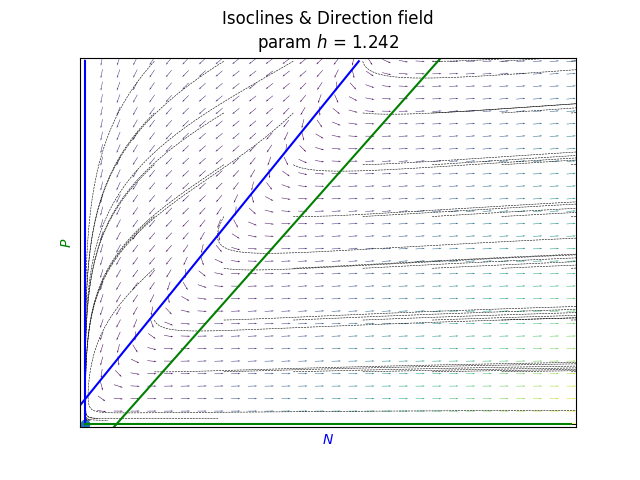 Isoclines & Direction field
param h = 1.242
P
N